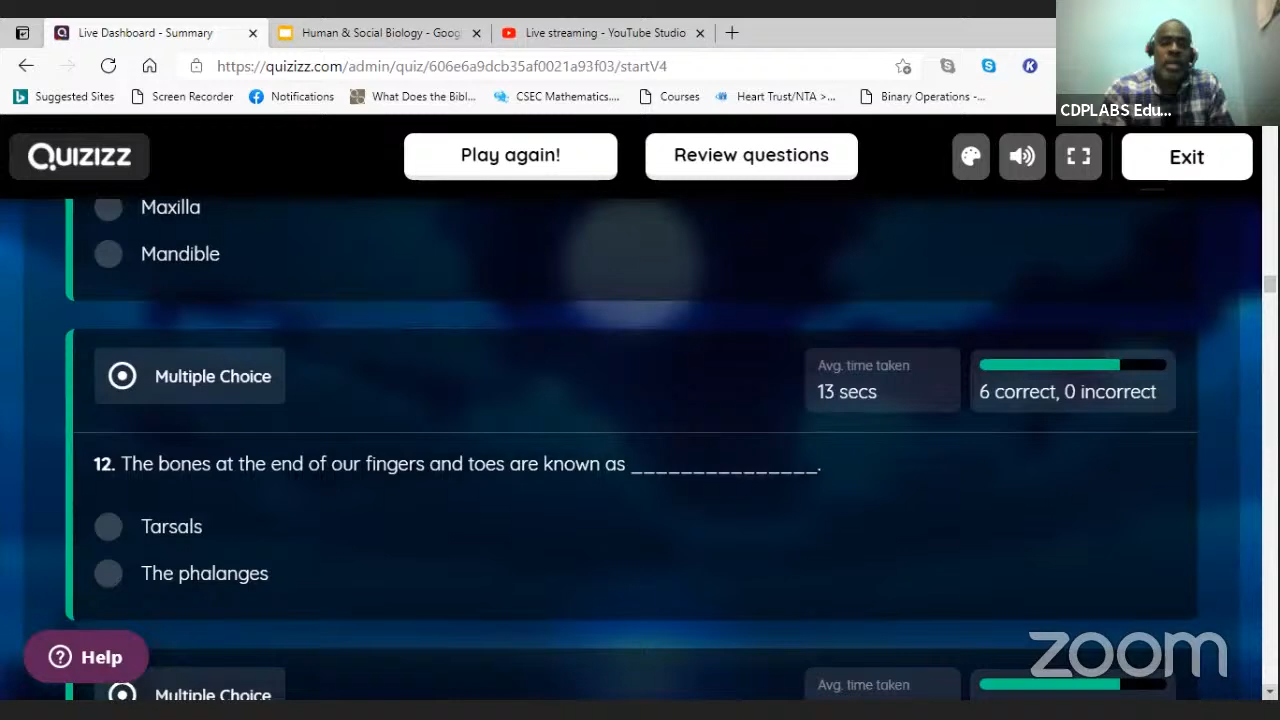 Live Dashboard - Summary
Human & Social Biology - Goog
Live streaming - YouTube Studio
https://quizizz.com/admin/quiz/606e6a9dcb35af0021a93f03/startV4
Suggested Sites
Screen Recorder
Notifications
What Does the Bibl...
CSEC Mathematics....
Courses
Heart Trust/NTA >...
Binary Operations -...
CDPLABS Edu...
Quizizz
Play again!
Review questions
Exit
Maxilla
Mandible
Multiple Choice
Avg. time taken
13 secs
6 correct, 0 incorrect
12. The bones at the end of our fingers and toes are known as _______________.
Tarsals
The phalanges
Help
Multiple Choice
Avg. time taken
zoom